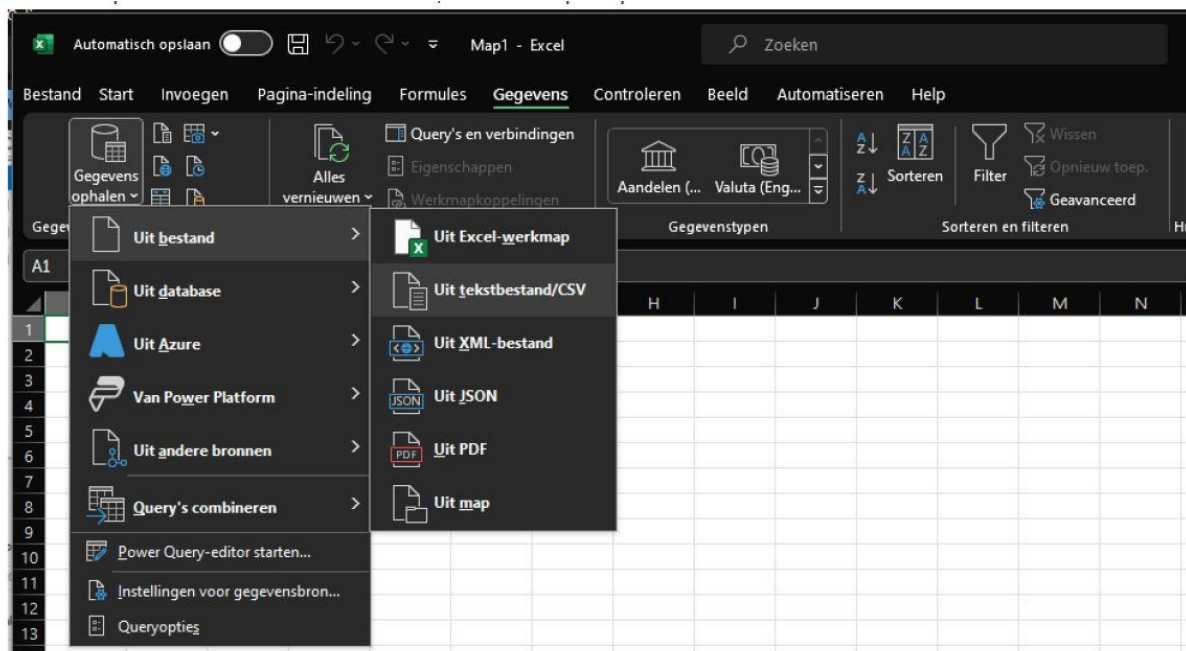 Automatisch opslaan
Map1 - Excel
Zoeken
Bestand Start Invoegen Pagina-indeling Formules Gegevens Controleren Beeld Automatiseren Help
Gegevens ophalen
Alles vernieuwen
Query's en verbindingen
Eigenschappen
Werkmapkoppelingen
Aandelen (... Valuta (Eng...
Gegevenstypen
Sorteren
Filter
Wissen
Opnieuw toep.
Geavanceerd
Sorteren en filteren
A1
H I J K L M N
1
2
3
4
5
6
7
8
9
10
11
12
13
Uit bestand
Uit database
Uit Azure
Van Power Platform
Uit andere bronnen
Query's combineren
Power Query-editor starten...
Instellingen voor gegevensbron...
Queryopties
Uit Excel-werkmap
Uit tekstbestand/CSV
Uit XML-bestand
Uit JSON
Uit PDF
Uit map